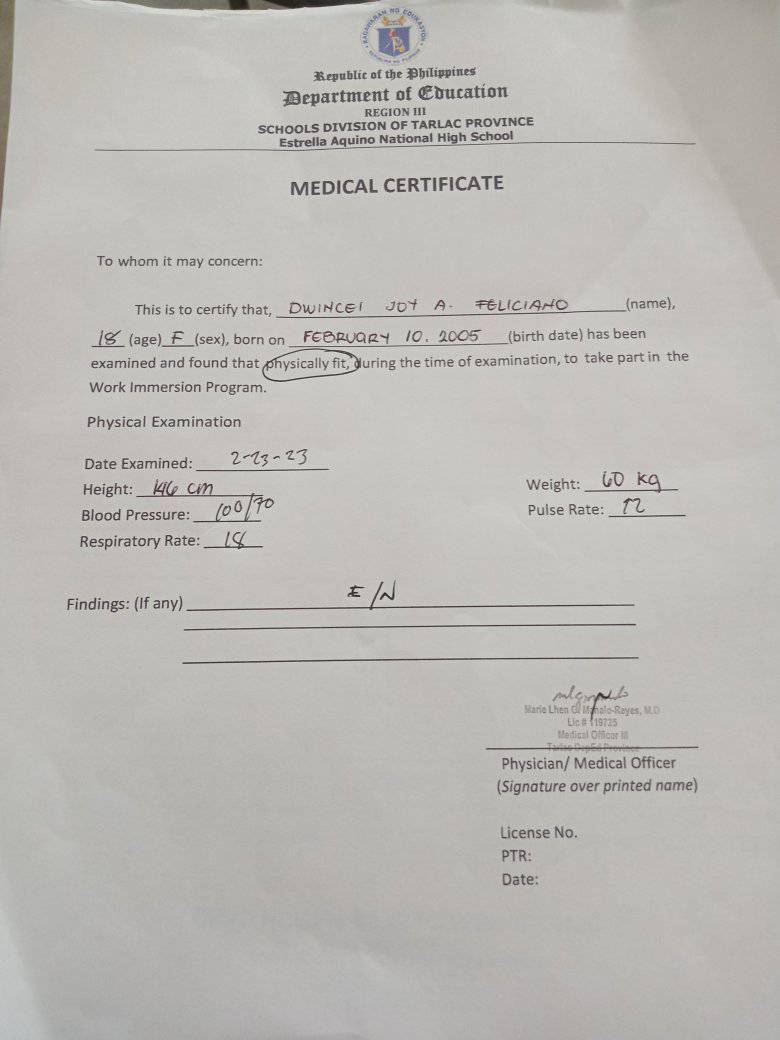 KAGAWARAN NG EDUKASYON
REPUBLIKA NG PILIPINAS
Republic of the Philippines
Department of Education
REGION III
SCHOOLS DIVISION OF TARLAC PROVINCE
Estrella Aquino National High School
MEDICAL CERTIFICATE
To whom it may concern:
This is to certify that, DWINCEI JOY A. FELICIANO (name),
18 (age) F (sex), born on FEBRUARY 10. 2005 (birth date) has been
examined and found that physically fit, during the time of examination, to take part in the
Work Immersion Program.
Physical Examination
Date Examined: 2-23-23
Height: 146 cm Weight: 60 kg
Blood Pressure: 100/70 Pulse Rate: 72
Respiratory Rate: 18
Findings: (If any) E/N
Marie Lhen Manalo-Reyes, M.D
Lic # 119725
Medical Officer III
Tarlac DepEd Province
Physician/ Medical Officer
(Signature over printed name)
License No.
PTR:
Date: